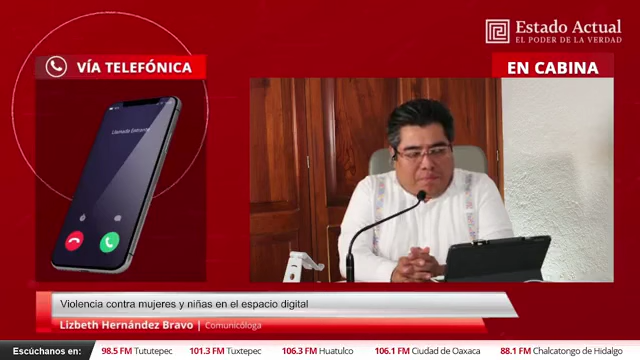 Estado Actual
EL PODER DE LA VERDAD
VÍA TELEFÓNICA
EN CABINA
Llamada Entrante
Violencia contra mujeres y niñas en el espacio digital
Lizbeth Hernández Bravo | Comunicóloga
Escúchanos en: 98.5 FM Tututepec 101.3 FM Tuxtepec 106.3 FM Huatulco 106.1 FM Ciudad de Oaxaca 88.1 FM Chalcatongo de Hidalgo